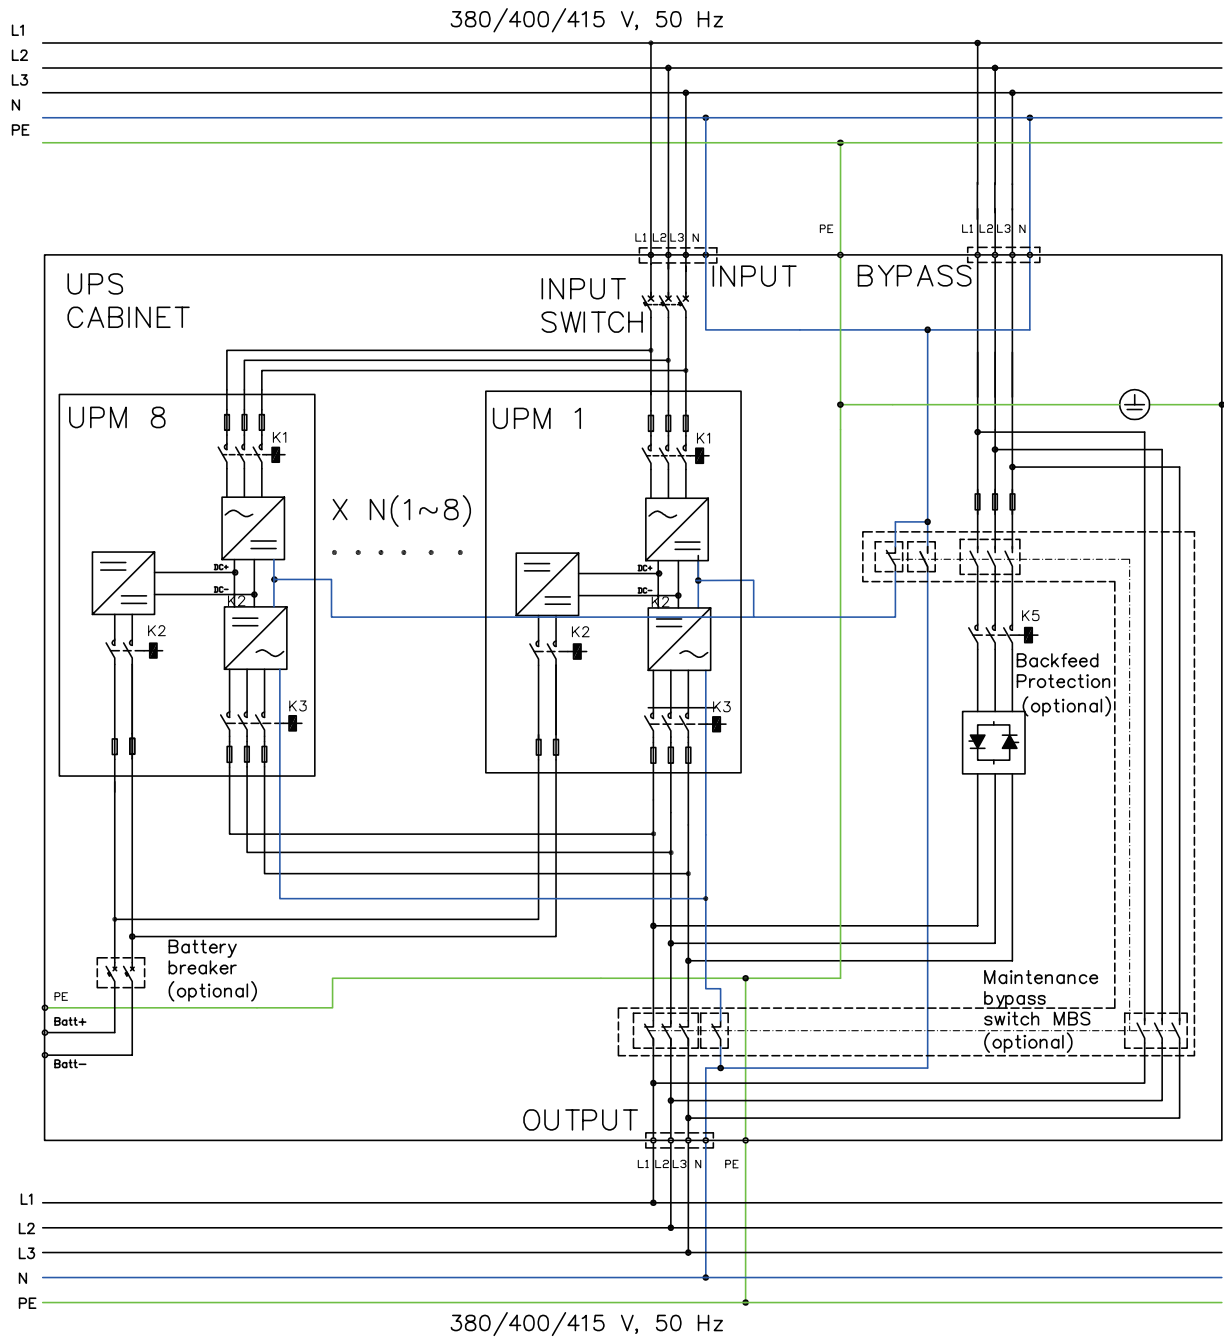 380/400/415 V, 50 Hz
L1
L2
L3
N
PE
PE
L1 L2 L3 N
L1 L2 L3 N
UPS
CABINET
INPUT
SWITCH
INPUT
BYPASS
UPM 8
UPM 1
K1
K1
X N(1~8)
DC+
DC-
K2
DC+
DC-
K2
K2
K2
K5
Backfeed
Protection
(optional)
K3
K3
Battery
breaker
(optional)
PE
Batt+
Batt-
Maintenance
bypass
switch MBS
(optional)
OUTPUT
L1 L2 L3 N
PE
L1
L2
L3
N
PE
380/400/415 V, 50 Hz